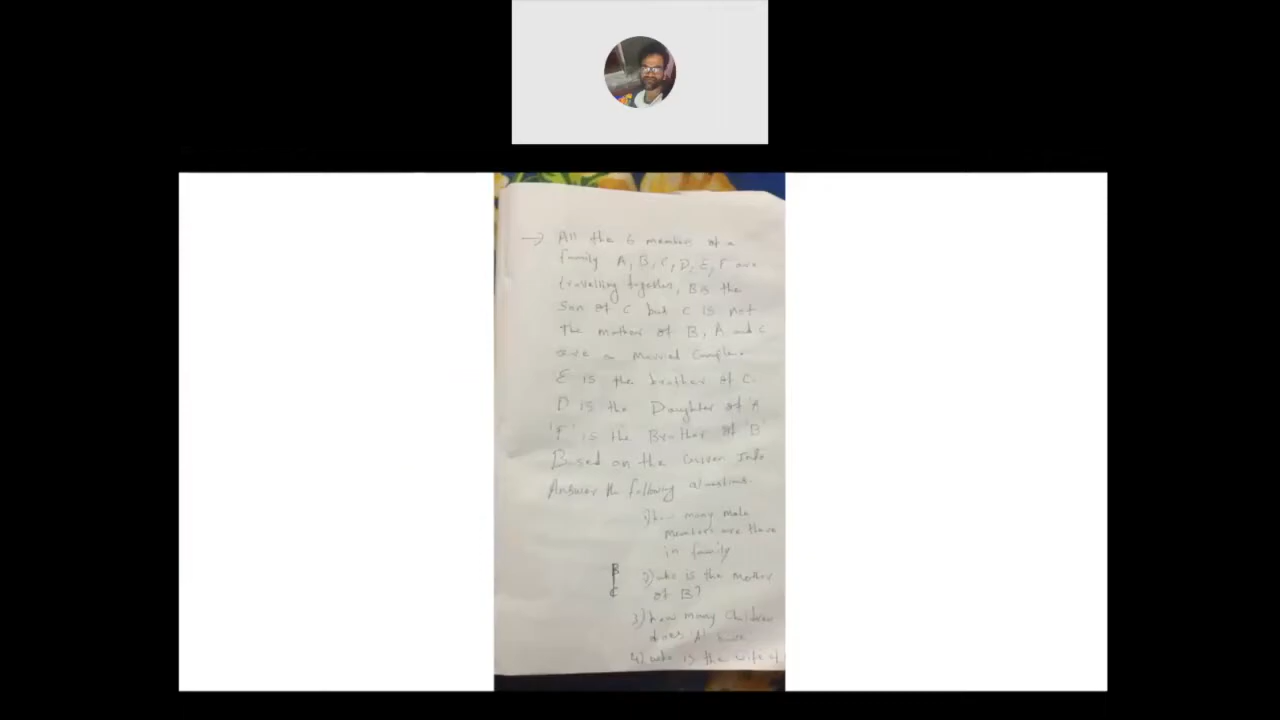 → All the 6 members of a
family A, B, C, D, E, F are
travelling together, B is the
Son of C but C is not
the mother of B, A and C
are a Married Couple.
E is the brother of C.
D is the Daughter of A
'F' is the Brother of 'B'
Based on the Given Info
Answer the following questions.
1) how many male
members are there
in family
B
C
2) who is the mother
of B?
3) how many children
does 'A' have
4) who is the wife of